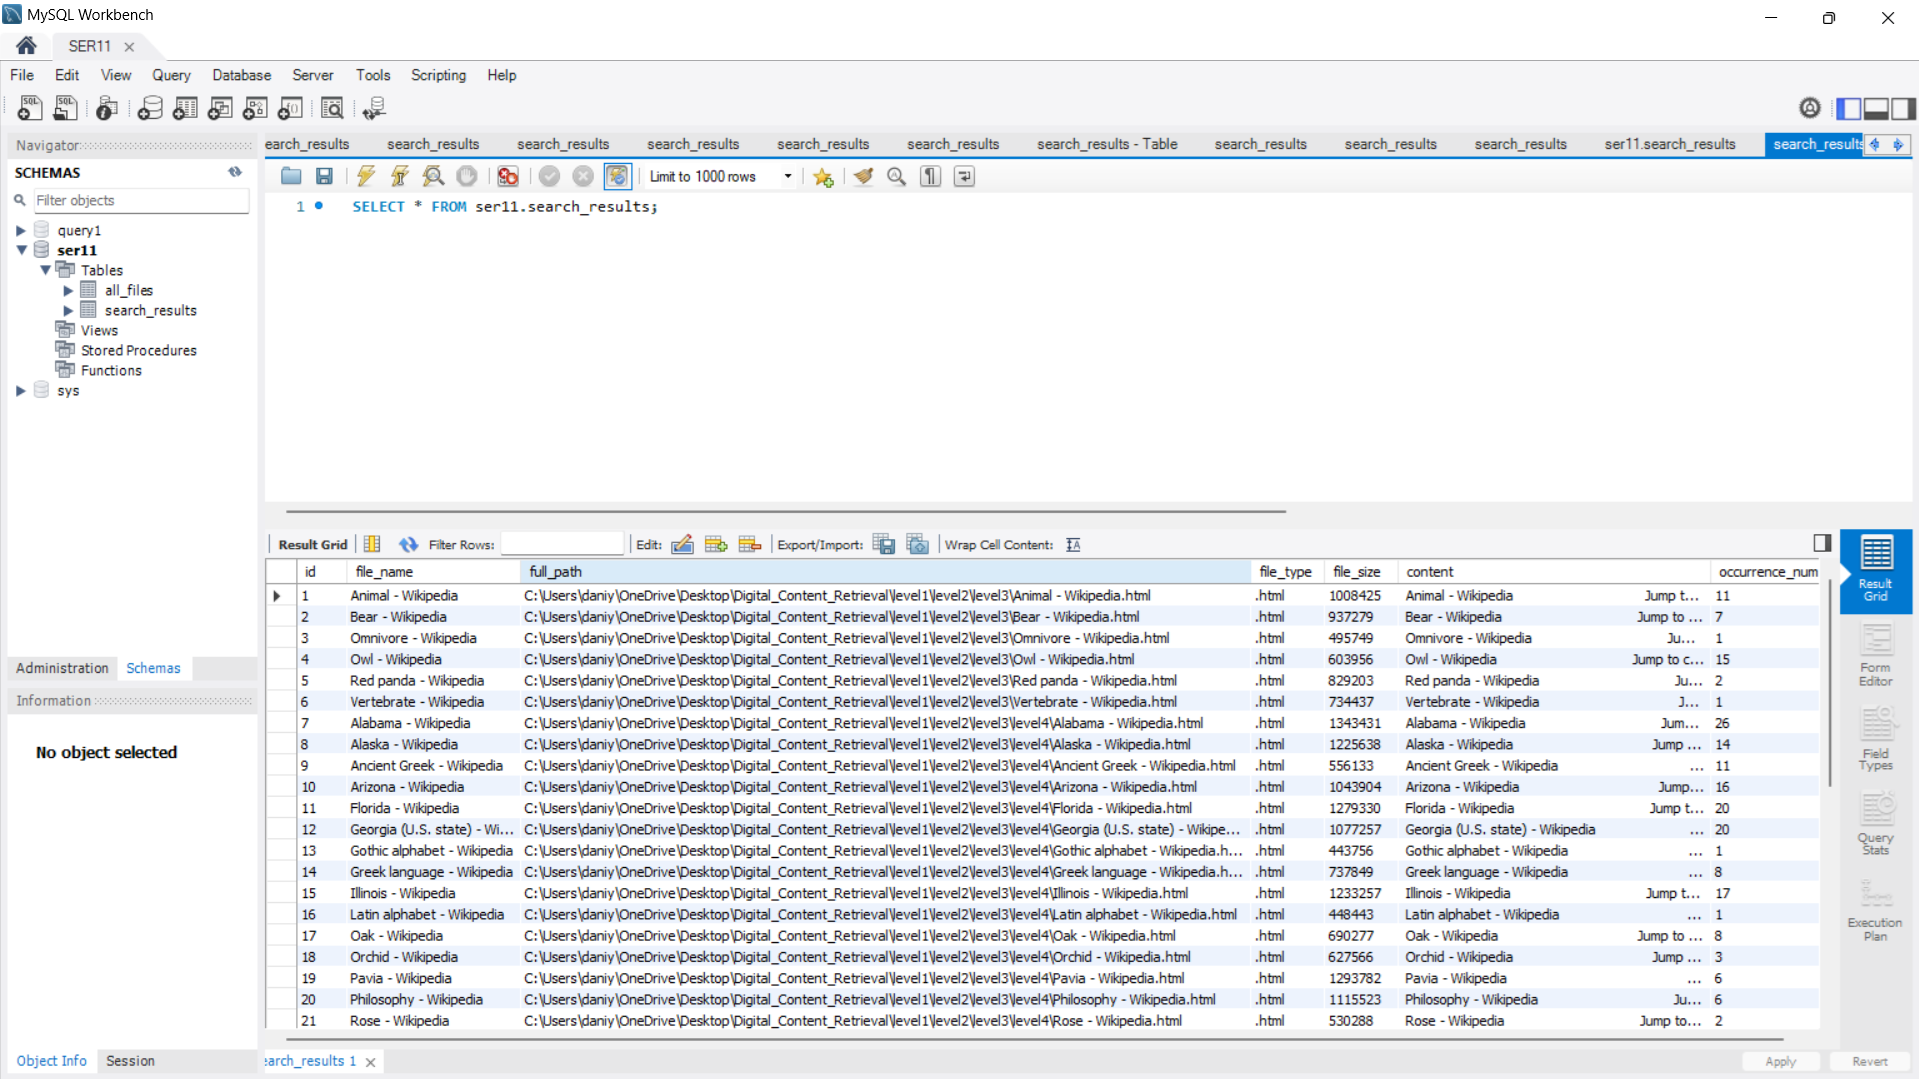 MySQL Workbench
SER11
File Edit View Query Database Server Tools Scripting Help
Navigator
earch_results search_results search_results search_results search_results search_results search_results - Table search_results search_results search_results ser11.search_results search_results
SCHEMAS
Limit to 1000 rows
Filter objects
1 SELECT * FROM ser11.search_results;
query1
ser11
Tables
all_files
search_results
Views
Stored Procedures
Functions
sys
Result Grid Filter Rows: Edit: Export/Import: Wrap Cell Content:
id file_name full_path file_type file_size content occurrence_num
1 Animal - Wikipedia C:\Users\daniy\OneDrive\Desktop\Digital_Content_Retrieval\level1\level2\level3\Animal - Wikipedia.html .html 1008425 Animal - Wikipedia Jump t... 11
2 Bear - Wikipedia C:\Users\daniy\OneDrive\Desktop\Digital_Content_Retrieval\level1\level2\level3\Bear - Wikipedia.html .html 937279 Bear - Wikipedia Jump to ... 7
3 Omnivore - Wikipedia C:\Users\daniy\OneDrive\Desktop\Digital_Content_Retrieval\level1\level2\level3\Omnivore - Wikipedia.html .html 495749 Omnivore - Wikipedia Ju... 1
4 Owl - Wikipedia C:\Users\daniy\OneDrive\Desktop\Digital_Content_Retrieval\level1\level2\level3\Owl - Wikipedia.html .html 603956 Owl - Wikipedia Jump to c... 15
5 Red panda - Wikipedia C:\Users\daniy\OneDrive\Desktop\Digital_Content_Retrieval\level1\level2\level3\Red panda - Wikipedia.html .html 829203 Red panda - Wikipedia Ju... 2
6 Vertebrate - Wikipedia C:\Users\daniy\OneDrive\Desktop\Digital_Content_Retrieval\level1\level2\level3\Vertebrate - Wikipedia.html .html 734437 Vertebrate - Wikipedia J... 1
7 Alabama - Wikipedia C:\Users\daniy\OneDrive\Desktop\Digital_Content_Retrieval\level1\level2\level3\level4\Alabama - Wikipedia.html .html 1343431 Alabama - Wikipedia Jum... 26
8 Alaska - Wikipedia C:\Users\daniy\OneDrive\Desktop\Digital_Content_Retrieval\level1\level2\level3\level4\Alaska - Wikipedia.html .html 1225638 Alaska - Wikipedia Jump ... 14
9 Ancient Greek - Wikipedia C:\Users\daniy\OneDrive\Desktop\Digital_Content_Retrieval\level1\level2\level3\level4\Ancient Greek - Wikipedia.html .html 556133 Ancient Greek - Wikipedia ... 11
10 Arizona - Wikipedia C:\Users\daniy\OneDrive\Desktop\Digital_Content_Retrieval\level1\level2\level3\level4\Arizona - Wikipedia.html .html 1043904 Arizona - Wikipedia Jump... 16
11 Florida - Wikipedia C:\Users\daniy\OneDrive\Desktop\Digital_Content_Retrieval\level1\level2\level3\level4\Florida - Wikipedia.html .html 1279330 Florida - Wikipedia Jump t... 20
12 Georgia (U.S. state) - Wi... C:\Users\daniy\OneDrive\Desktop\Digital_Content_Retrieval\level1\level2\level3\level4\Georgia (U.S. state) - Wikipe... .html 1077257 Georgia (U.S. state) - Wikipedia ... 20
13 Gothic alphabet - Wikipedia C:\Users\daniy\OneDrive\Desktop\Digital_Content_Retrieval\level1\level2\level3\level4\Gothic alphabet - Wikipedia.h... .html 443756 Gothic alphabet - Wikipedia ... 1
14 Greek language - Wikipedia C:\Users\daniy\OneDrive\Desktop\Digital_Content_Retrieval\level1\level2\level3\level4\Greek language - Wikipedia.h... .html 737849 Greek language - Wikipedia ... 8
15 Illinois - Wikipedia C:\Users\daniy\OneDrive\Desktop\Digital_Content_Retrieval\level1\level2\level3\level4\Illinois - Wikipedia.html .html 1233257 Illinois - Wikipedia Jump t... 17
16 Latin alphabet - Wikipedia C:\Users\daniy\OneDrive\Desktop\Digital_Content_Retrieval\level1\level2\level3\level4\Latin alphabet - Wikipedia.html .html 448443 Latin alphabet - Wikipedia ... 1
17 Oak - Wikipedia C:\Users\daniy\OneDrive\Desktop\Digital_Content_Retrieval\level1\level2\level3\level4\Oak - Wikipedia.html .html 690277 Oak - Wikipedia Jump to ... 8
18 Orchid - Wikipedia C:\Users\daniy\OneDrive\Desktop\Digital_Content_Retrieval\level1\level2\level3\level4\Orchid - Wikipedia.html .html 627566 Orchid - Wikipedia Jump ... 3
19 Pavia - Wikipedia C:\Users\daniy\OneDrive\Desktop\Digital_Content_Retrieval\level1\level2\level3\level4\Pavia - Wikipedia.html .html 1293782 Pavia - Wikipedia ... 6
20 Philosophy - Wikipedia C:\Users\daniy\OneDrive\Desktop\Digital_Content_Retrieval\level1\level2\level3\level4\Philosophy - Wikipedia.html .html 1115523 Philosophy - Wikipedia Ju... 6
21 Rose - Wikipedia C:\Users\daniy\OneDrive\Desktop\Digital_Content_Retrieval\level1\level2\level3\level4\Rose - Wikipedia.html .html 530288 Rose - Wikipedia Jump to... 2
Result
Grid
Form
Editor
Field
Types
Query
Stats
Execution
Plan
Administration Schemas
Information
No object selected
Object Info Session
earch_results 1
Apply Revert